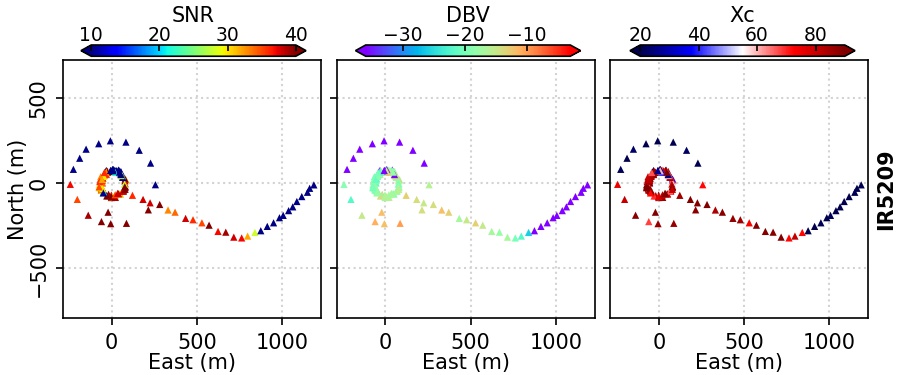 SNR DBV Xc
10 20 30 40 −30 −20 −10 20 40 60 80
500
0
−500
North (m)
IR5209
0 500 1000 0 500 1000 0 500 1000
East (m) East (m) East (m)